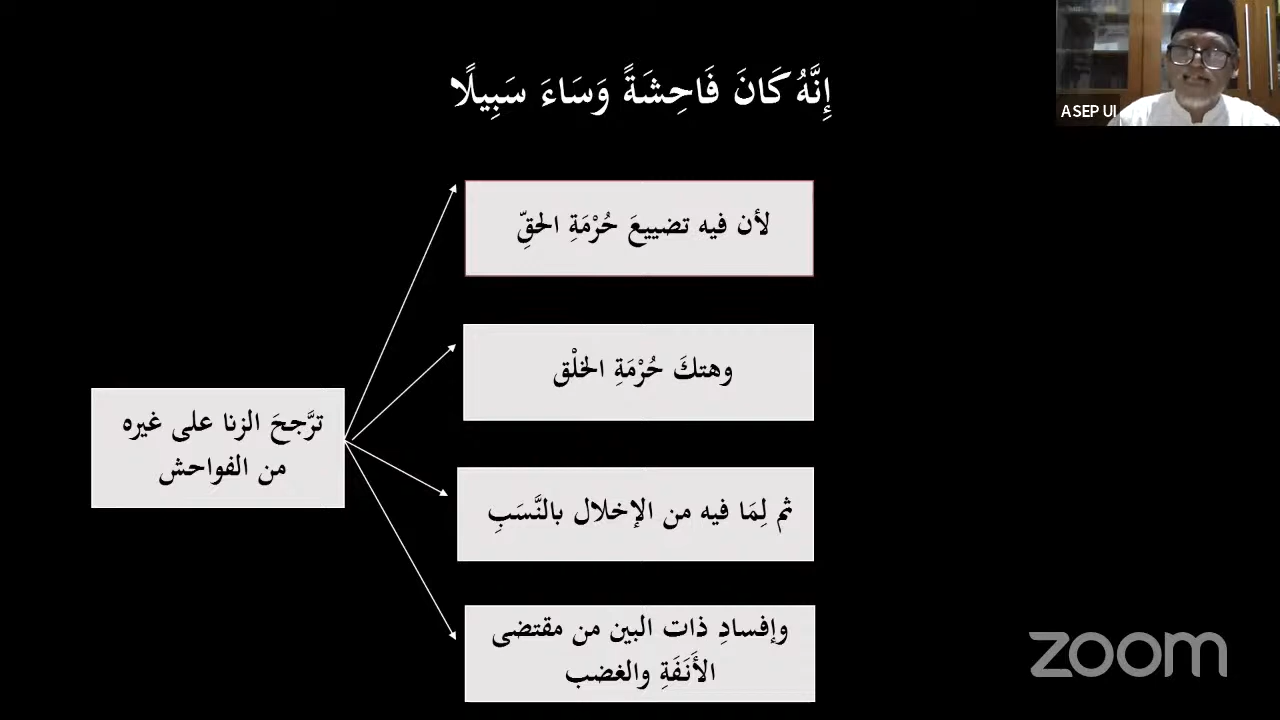 إِنَّهُ كَانَ فَاحِشَةً وَسَاءَ سَبِيلًا
ASEP UI
لأن فيه تضييعَ حُرْمَةِ الحقِّ
وهتكَ حُرْمَةِ الخلْق
ترَّجحَ الزنا على غيره
من الفواحش
ثم لِمَا فيه من الإخلال بالنَّسَبِ
وإفسادِ ذات البين من مقتضى
الأَنَفَةِ والغضب
zoom